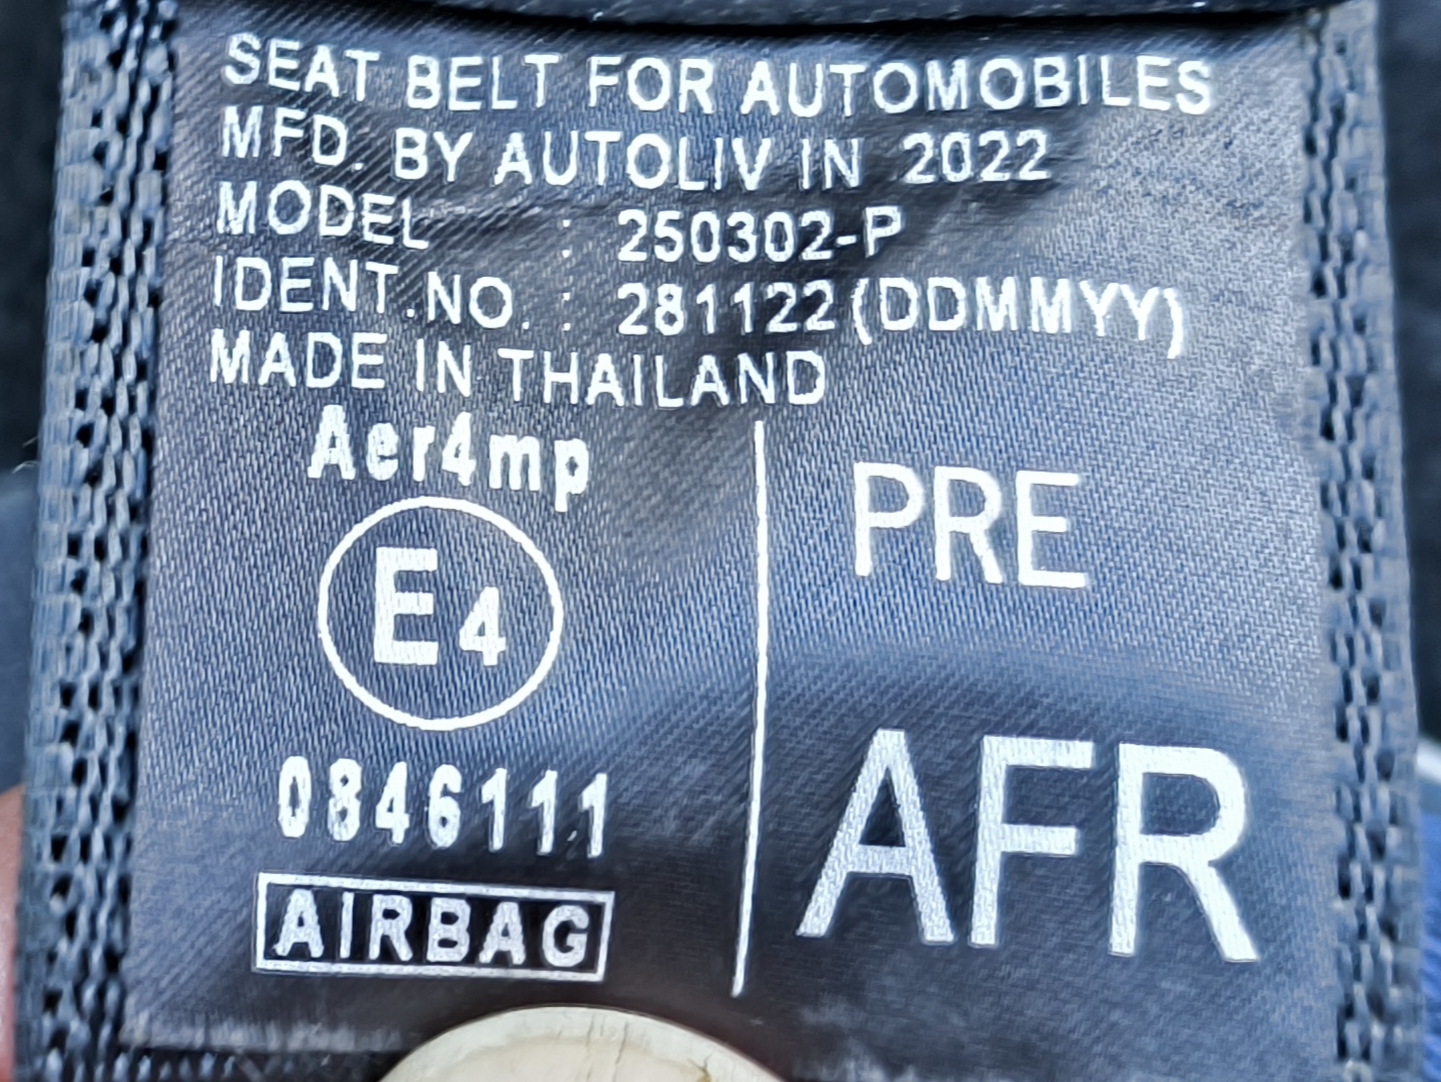 SEAT BELT FOR AUTOMOBILES
MFD. BY AUTOLIV IN 2022
MODEL : 250302-P
IDENT.NO. : 281122(DDMMYY)
MADE IN THAILAND
Aer4mp
E4
0846111
AIRBAG
PRE
AFR